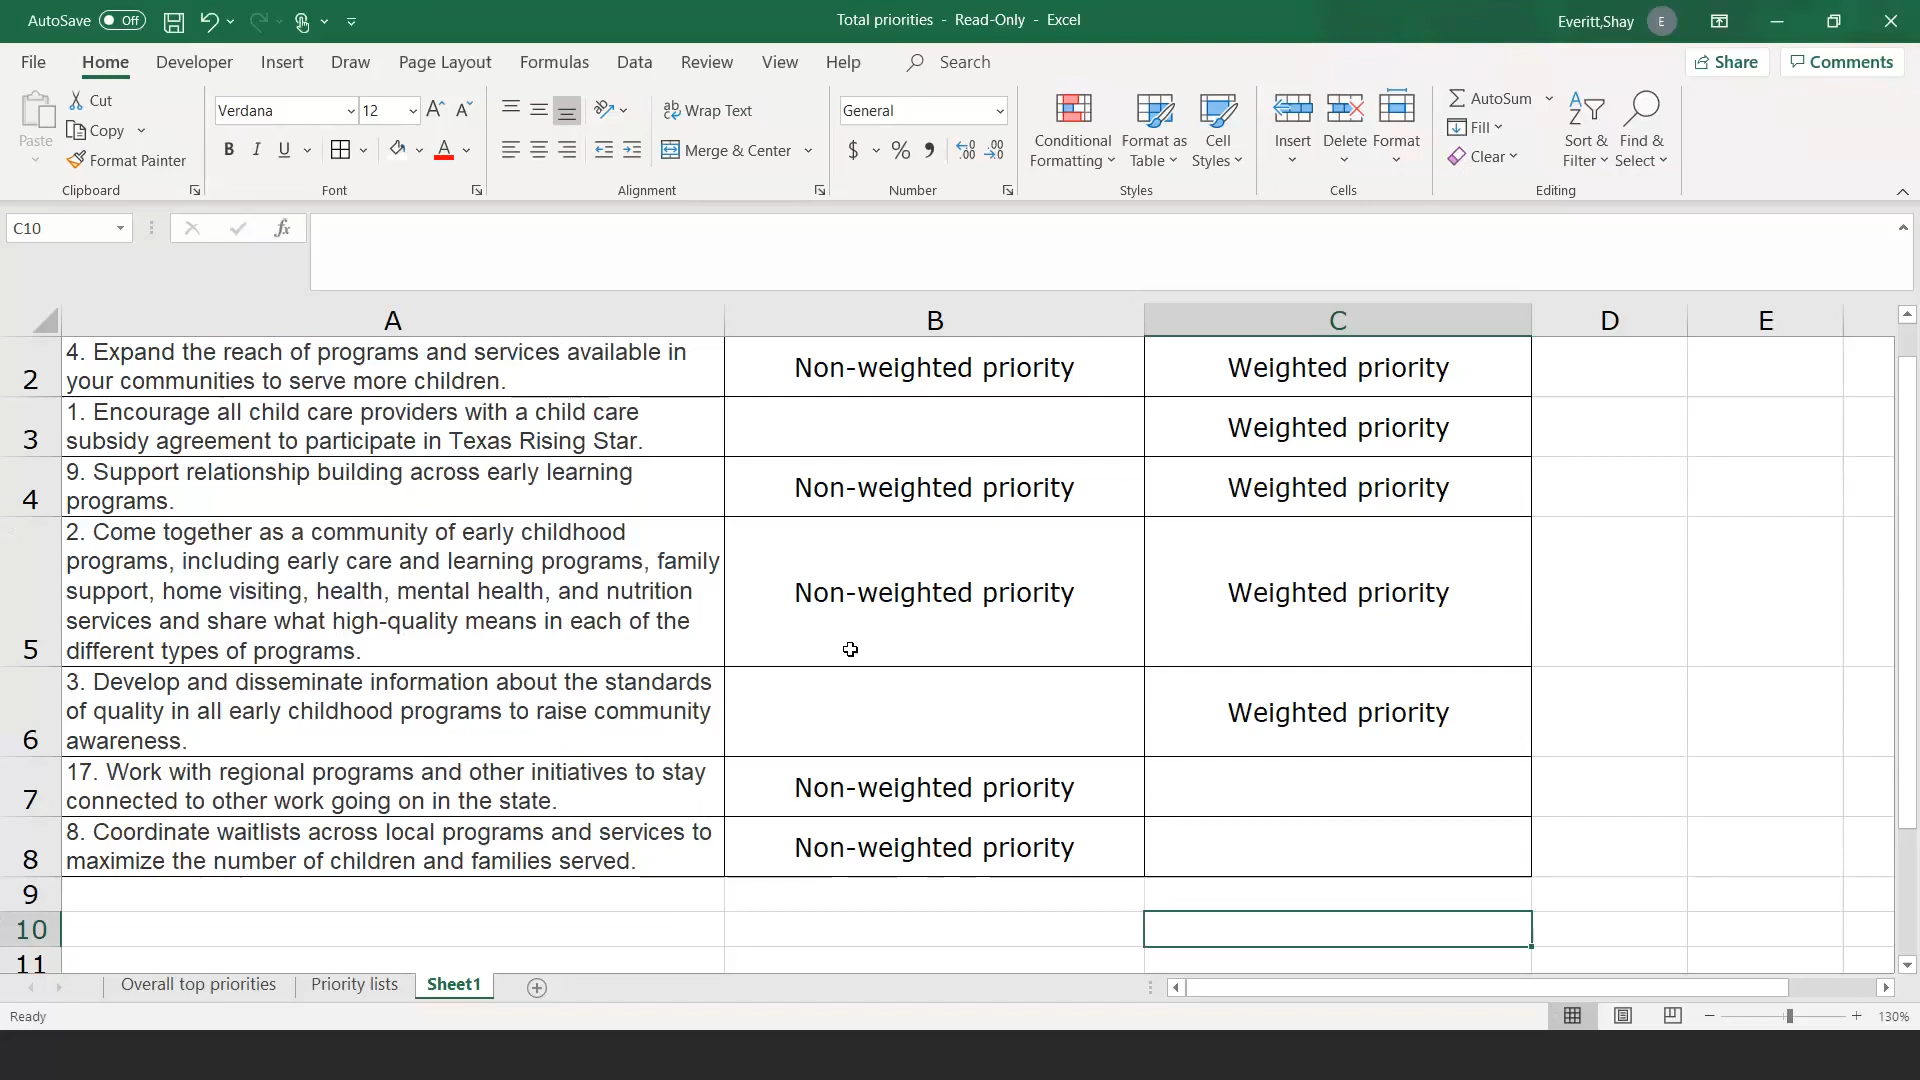 AutoSave Off Total priorities - Read-Only - Excel Everitt,Shay E
File Home Developer Insert Draw Page Layout Formulas Data Review View Help Search Share Comments
Paste Cut Copy Format Painter
Clipboard
Verdana 12
B I U A
Font
ab Wrap Text
Merge & Center
Alignment
General
$ % 9 .00 .00
Number
Conditional Formatting
Format as Table
Cell Styles
Styles
Insert Delete Format
Cells
AutoSum
Fill
Clear
Sort & Filter
Find & Select
Editing
C10 fx
A B C D E
2
4. Expand the reach of programs and services available in
your communities to serve more children.
Non-weighted priority
Weighted priority
3
1. Encourage all child care providers with a child care
subsidy agreement to participate in Texas Rising Star.
Weighted priority
4
9. Support relationship building across early learning
programs.
Non-weighted priority
Weighted priority
5
2. Come together as a community of early childhood
programs, including early care and learning programs, family
support, home visiting, health, mental health, and nutrition
services and share what high-quality means in each of the
different types of programs.
Non-weighted priority
Weighted priority
6
3. Develop and disseminate information about the standards
of quality in all early childhood programs to raise community
awareness.
Weighted priority
7
17. Work with regional programs and other initiatives to stay
connected to other work going on in the state.
Non-weighted priority
8
8. Coordinate waitlists across local programs and services to
maximize the number of children and families served.
Non-weighted priority
9
10
11
Overall top priorities Priority lists Sheet1
Ready 130%